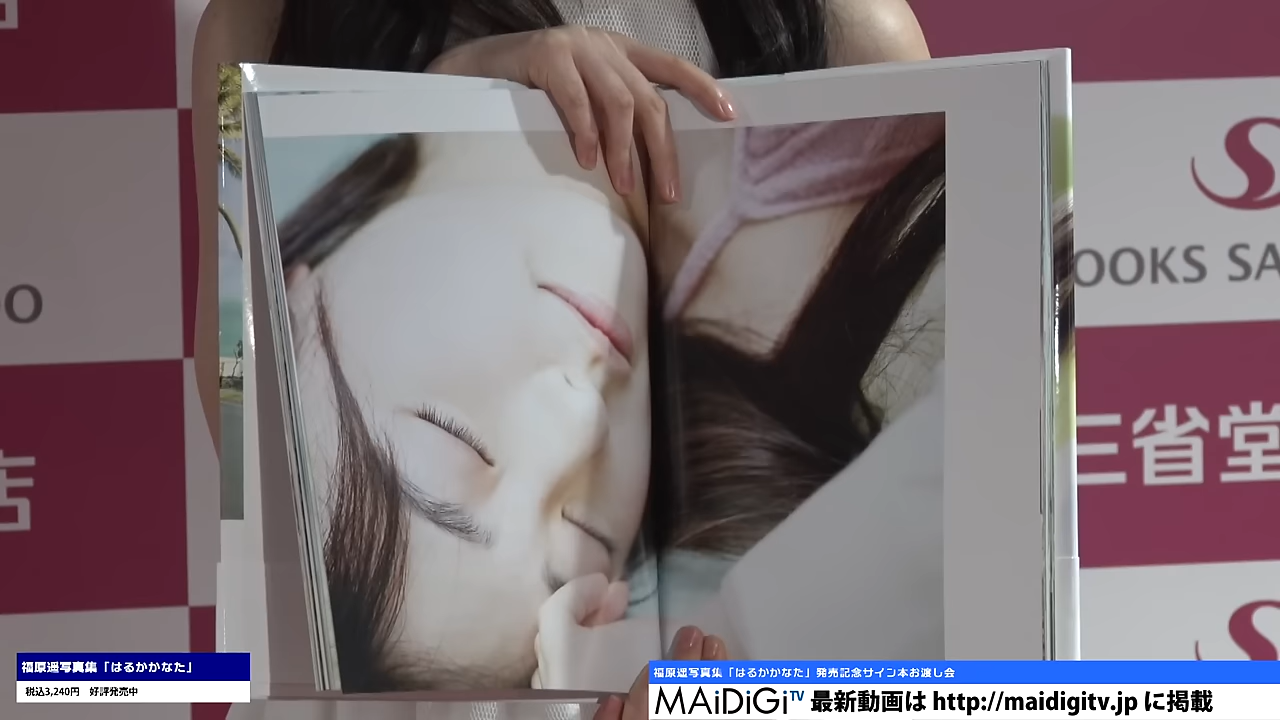 OO
店
OOKS SA
三省堂
福原遥写真集「はるかかなた」
税込3,240円 好評発売中
福原遥写真集「はるかかなた」発売記念サイン本お渡し会
MAiDiGiTV 最新動画は http://maidigitv.jp に掲載